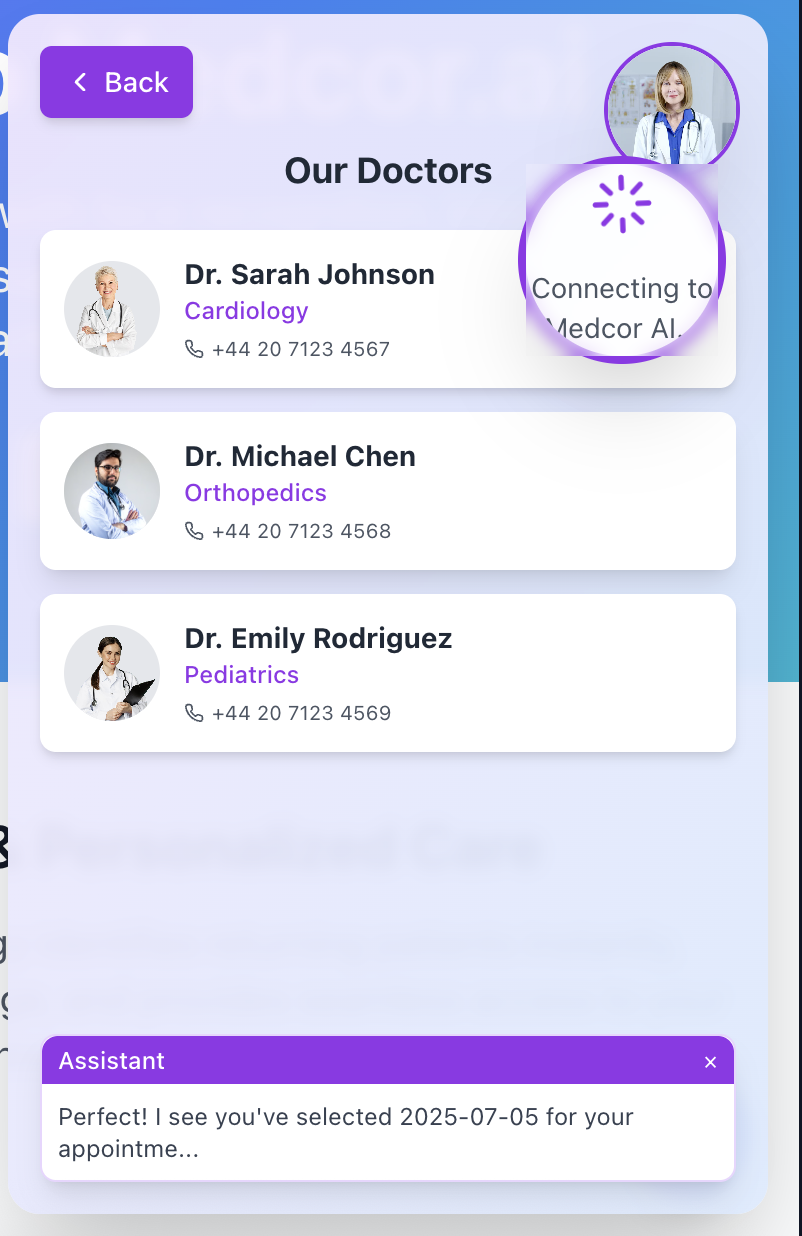 Back
Our Doctors
Connecting to
Medcor AI.
Dr. Sarah Johnson
Cardiology
+44 20 7123 4567
Dr. Michael Chen
Orthopedics
+44 20 7123 4568
Dr. Emily Rodriguez
Pediatrics
+44 20 7123 4569
& Personalized Care
Assistant
×
Perfect! I see you've selected 2025-07-05 for your
appointme...